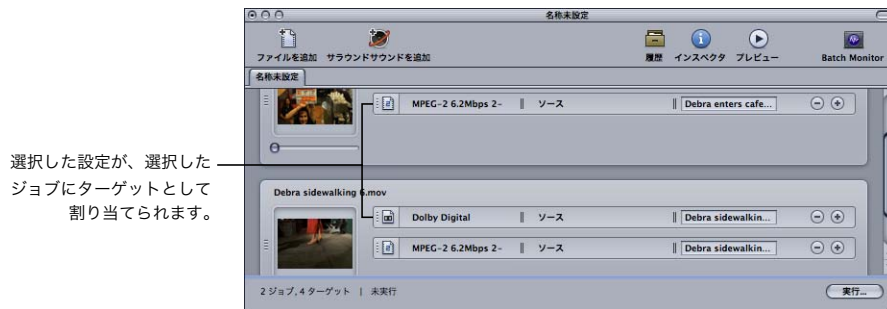 名称未設定
ファイルを追加 サラウンドサウンドを追加 履歴 インスペクタ プレビュー Batch Monitor
名称未設定
MPEG-2 6.2Mbps 2- ソース Debra enters cafe...
選択した設定が、選択した
ジョブにターゲットとして
割り当てられます。
Debra sidewalking 6.mov
Dolby Digital ソース Debra sidewalkin...
MPEG-2 6.2Mbps 2- ソース Debra sidewalkin...
2 ジョブ, 4 ターゲット | 未実行 実行...